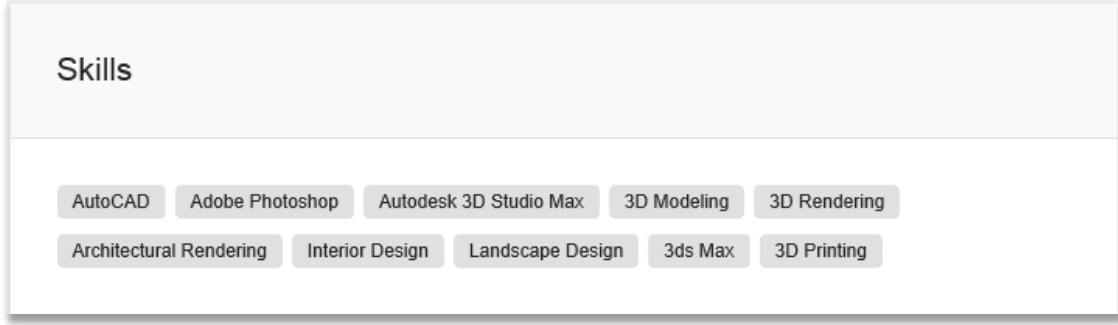 Skills
AutoCAD Adobe Photoshop Autodesk 3D Studio Max 3D Modeling 3D Rendering
Architectural Rendering Interior Design Landscape Design 3ds Max 3D Printing